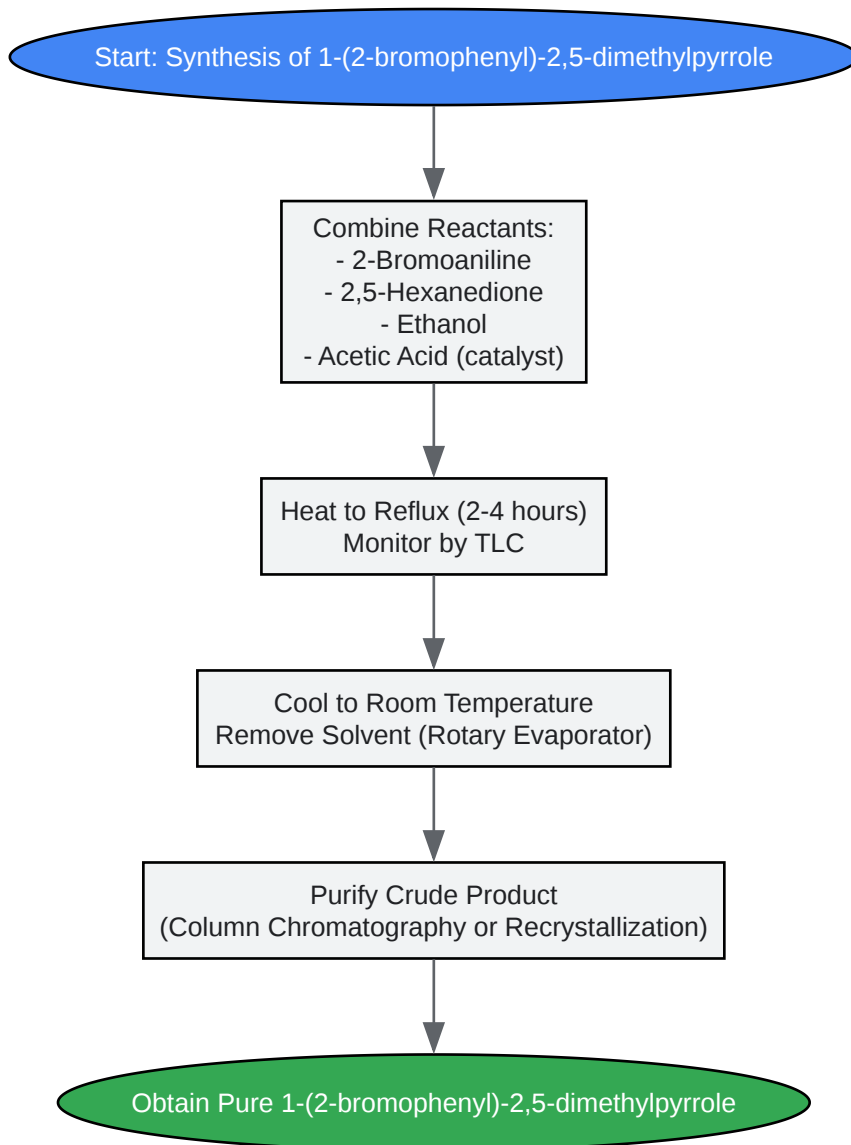 Start: Synthesis of 1-(2-bromophenyl)-2,5-dimethylpyrrole
Combine Reactants:
- 2-Bromoaniline
- 2,5-Hexanedione
- Ethanol
- Acetic Acid (catalyst)
Heat to Reflux (2-4 hours)
Monitor by TLC
Cool to Room Temperature
Remove Solvent (Rotary Evaporator)
Purify Crude Product
(Column Chromatography or Recrystallization)
Obtain Pure 1-(2-bromophenyl)-2,5-dimethylpyrrole